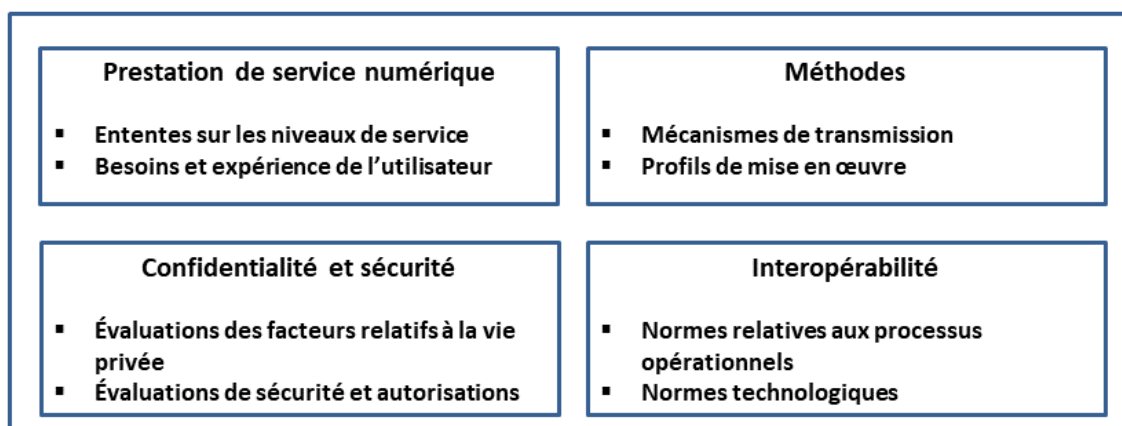 Prestation de service numérique
▪ Ententes sur les niveaux de service
▪ Besoins et expérience de l'utilisateur
Méthodes
▪ Mécanismes de transmission
▪ Profils de mise en œuvre
Confidentialité et sécurité
▪ Évaluations des facteurs relatifs à la vie
privée
▪ Évaluations de sécurité et autorisations
Interopérabilité
▪ Normes relatives aux processus
opérationnels
▪ Normes technologiques